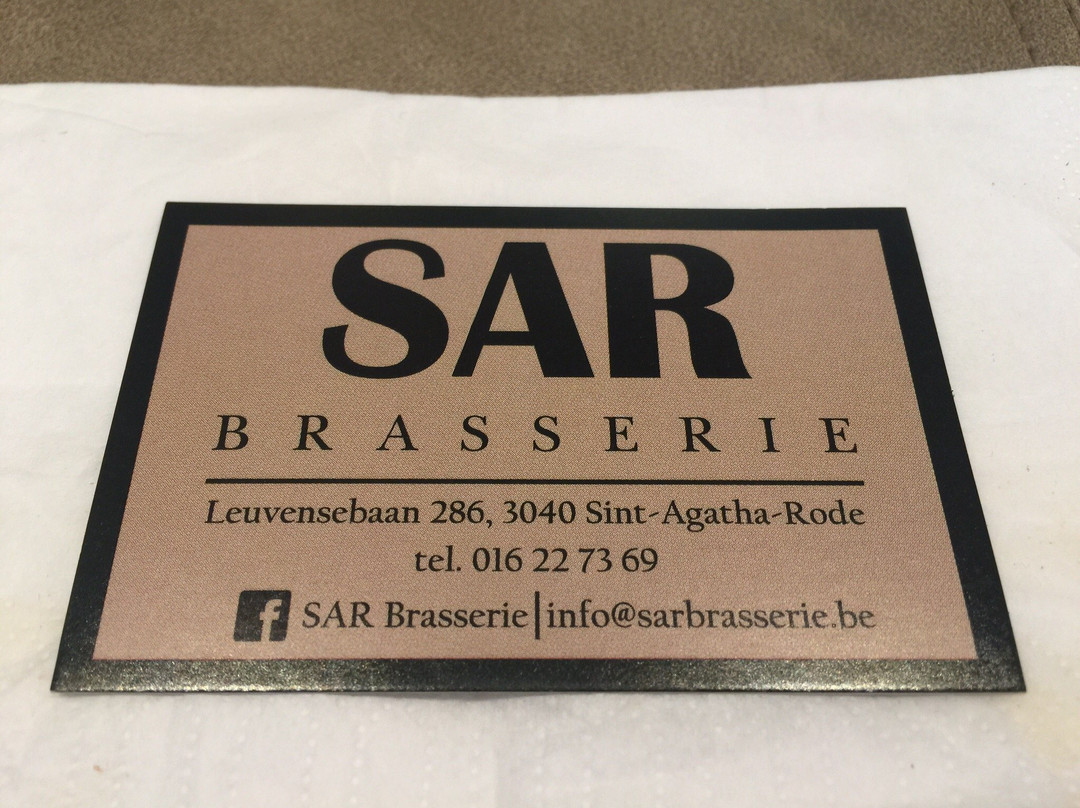 SAR
BRASSERIE
Leuvensebaan 286, 3040 Sint-Agatha-Rode
tel. 016 22 73 69
f SAR Brasserie|info@sarbrasserie.be